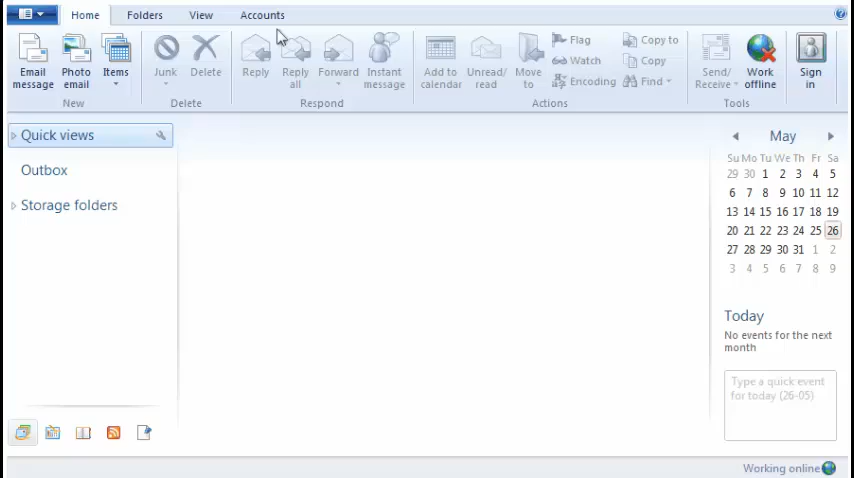 Home Folders View Accounts
Email message
Photo email
Items
Junk
Delete
Reply
Reply all
Forward
Instant message
Add to calendar
Unread/ read
Move to
Flag
Watch
Encoding
Copy to
Copy
Find
Send/ Receive
Work offline
Sign in
New
Delete
Respond
Actions
Tools
Quick views
Outbox
Storage folders
May
Su Mo Tu We Th Fr Sa
29 30 1 2 3 4 5
6 7 8 9 10 11 12
13 14 15 16 17 18 19
20 21 22 23 24 25 26
27 28 29 30 31 1 2
3 4 5 6 7 8 9
Today
No events for the next
month
Type a quick event
for today (26-05)
Working online